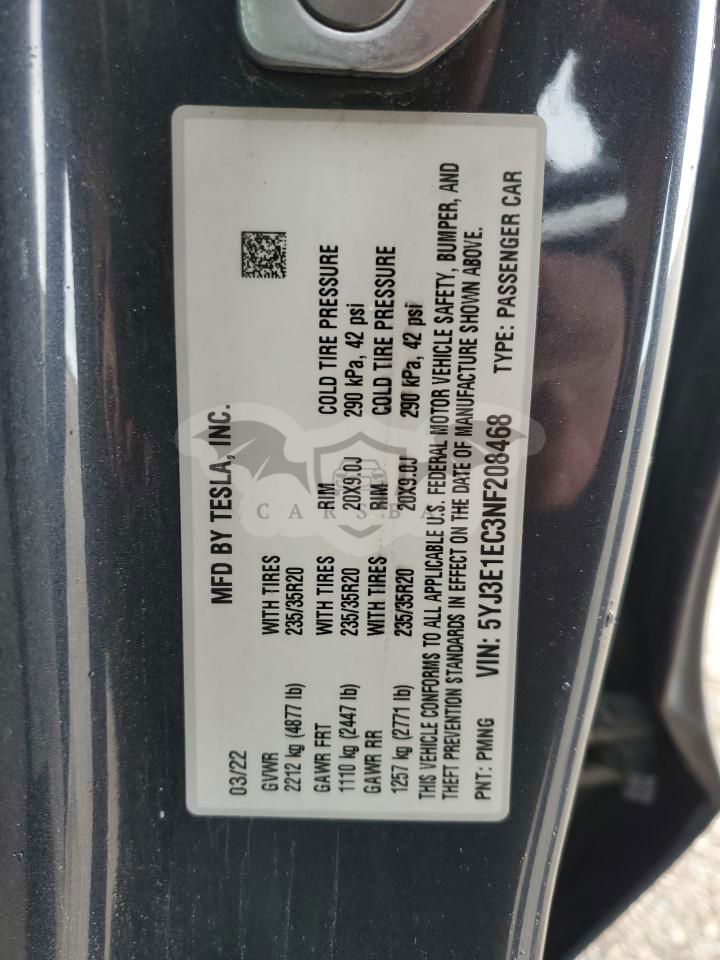 03/22 MFD BY TESLA, INC.
GVWR WITH TIRES
2212 kg (4877 lb) 235/35R20
GAWR FRT WITH TIRES RIM COLD TIRE PRESSURE
1110 kg (2447 lb) 235/35R20 20X9.0J 290 kPa, 42 psi
GAWR RR WITH TIRES RIM COLD TIRE PRESSURE
1257 kg (2771 lb) 235/35R20 20X9.0J 290 kPa, 42 psi
THIS VEHICLE CONFORMS TO ALL APPLICABLE U.S. FEDERAL MOTOR VEHICLE SAFETY, BUMPER, AND
THEFT PREVENTION STANDARDS IN EFFECT ON THE DATE OF MANUFACTURE SHOWN ABOVE.
PNT: PMNG VIN: 5YJ3E1EC3NF208468 TYPE: PASSENGER CAR